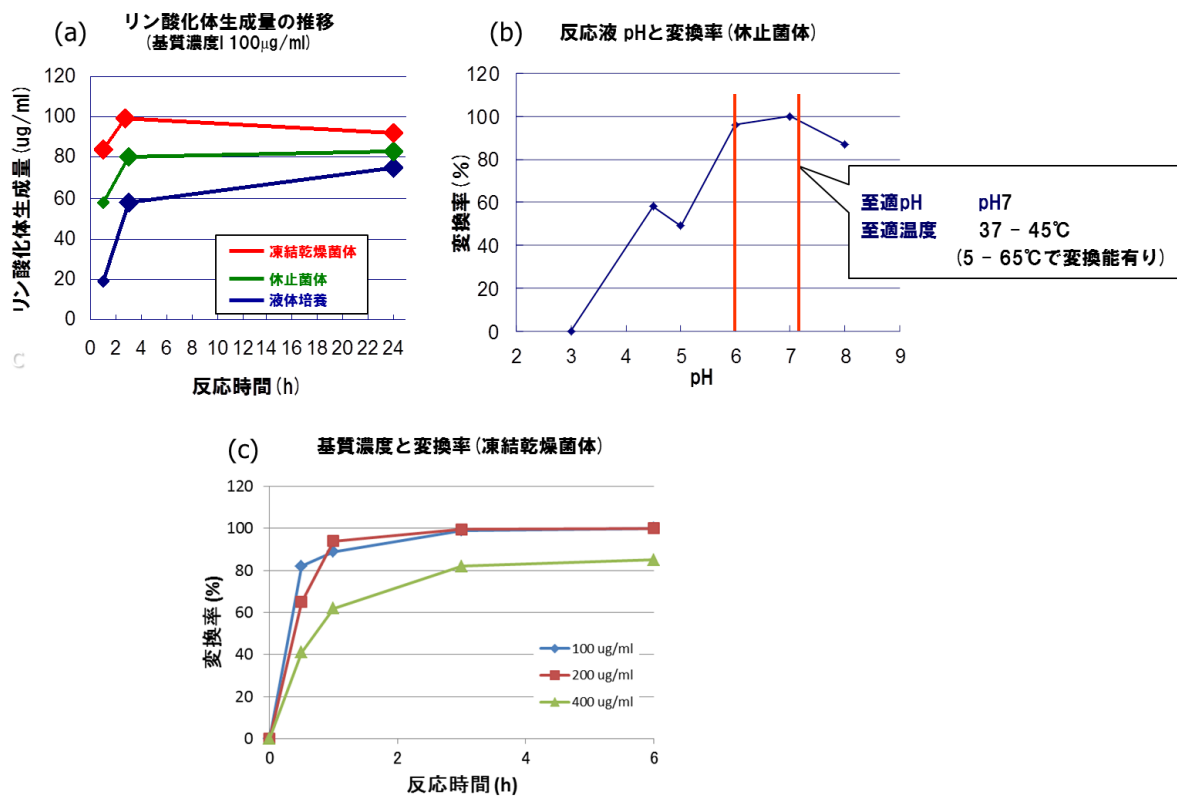 (a)
リン酸化体生成量の推移
(基質濃度l 100μg/ml)
リン酸化体生成量 (ug/ml)
120
100
80
60
40
20
0
0 2 4 6 8 10 12 14 16 18 20 22 24
反応時間 (h)
凍結乾燥菌体
休止菌体
液体培養
C
(b)
反応液 pHと変換率 (休止菌体)
変換率 (%)
120
100
80
60
40
20
0
2 3 4 5 6 7 8 9
pH
至適pH pH7
至適温度 37 - 45℃
(5 - 65℃で変換能有り)
(c)
基質濃度と変換率 (凍結乾燥菌体)
変換率 (%)
120
100
80
60
40
20
0
0 2 4 6
反応時間 (h)
100 ug/ml
200 ug/ml
400 ug/ml